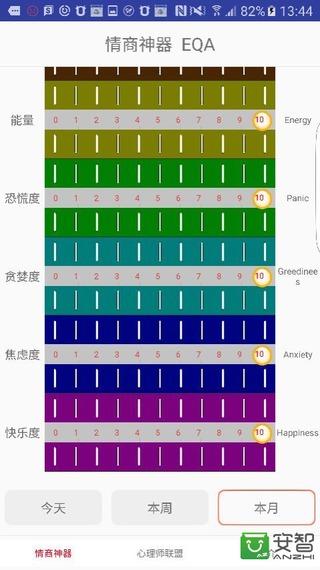 82% 13:44
情商神器 EQA
能量 0 1 2 3 4 5 6 7 8 9 10 Energy
恐慌度 0 1 2 3 4 5 6 7 8 9 10 Panic
贪婪度 0 1 2 3 4 5 6 7 8 9 10 Greedinee
s
焦虑度 0 1 2 3 4 5 6 7 8 9 10 Anxiety
快乐度 0 1 2 3 4 5 6 7 8 9 10 Happiness
今天 本周 本月
情商神器 心理师联盟
安智
ANZHI